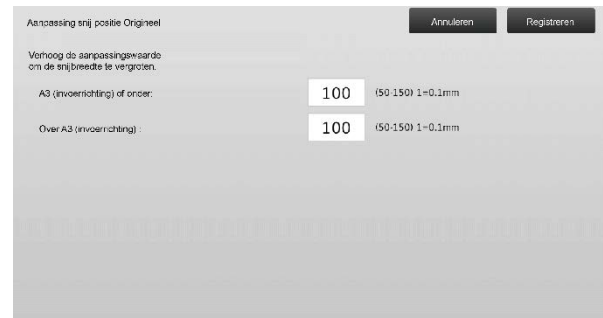 Aanpassing snij positie Origineel
Annuleren
Registreren
Verhoog de aanpassingswaarde
om de snijbreedte te vergroten.
A3 (invoerrichting) of onder:
100
(50-150) 1=0.1mm
Over A3 (invoerrichting) :
100
(50-150) 1=0.1mm